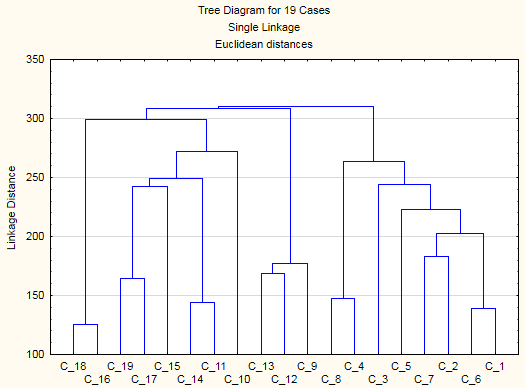 Tree Diagram for 19 Cases
Single Linkage
Euclidean distances
350
300
250
200
150
100
Linkage Distance
C_18 C_19 C_15 C_11 C_13 C_9 C_4 C_5 C_2 C_1
C_16 C_17 C_14 C_10 C_12 C_8 C_3 C_7 C_6